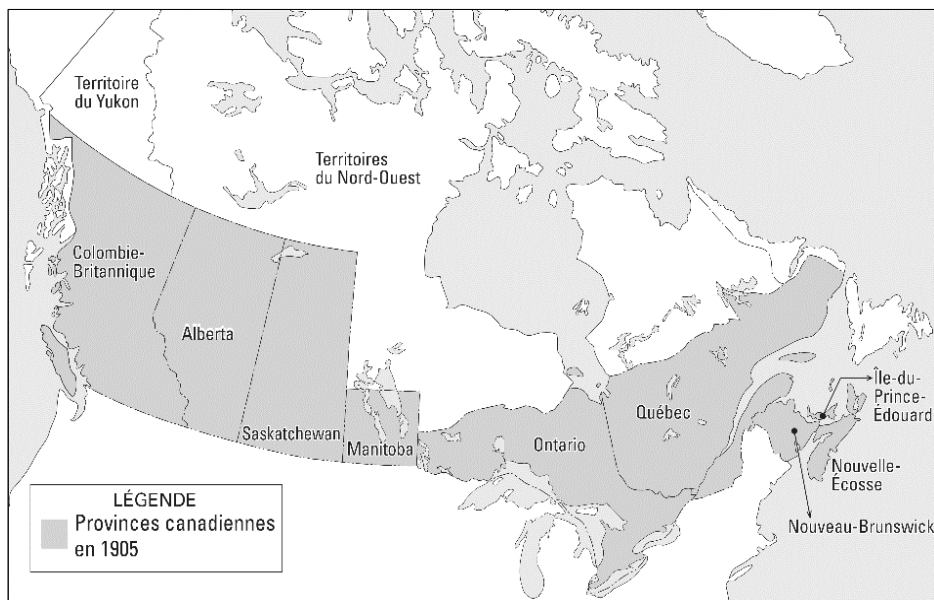 Territoire
du Yukon
Territoires
du Nord-Ouest
Colombie-
Britannique
Alberta
Saskatchewan
Manitoba
Ontario
Québec
Île-du-
Prince-
Édouard
Nouvelle-
Écosse
Nouveau-Brunswick
LÉGENDE
Provinces canadiennes
en 1905